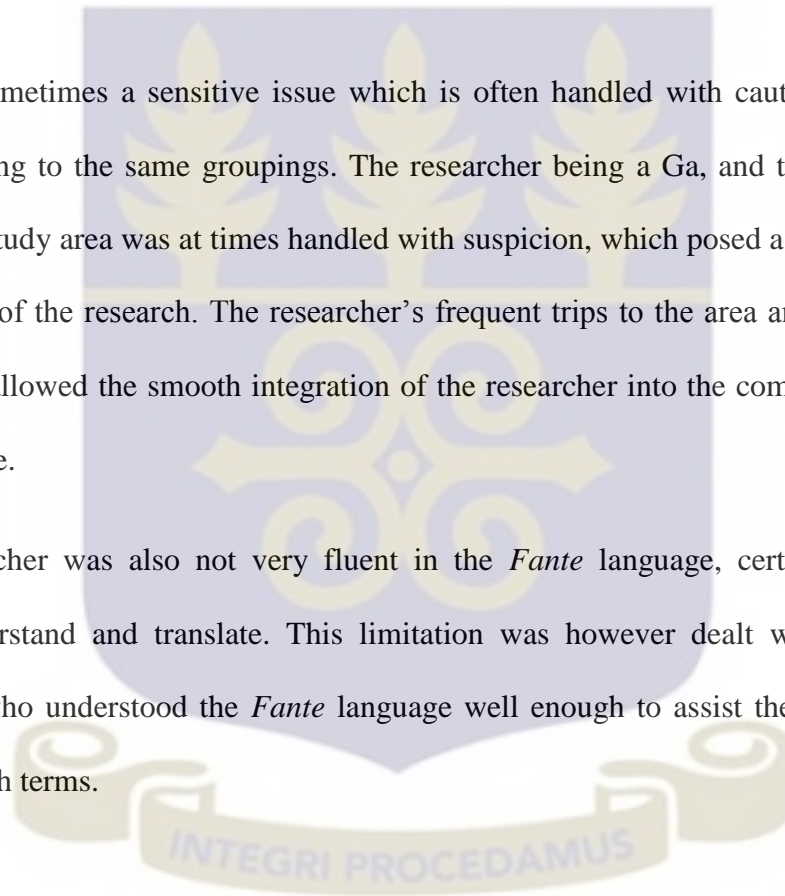 metimes a sensitive issue which is often handled with caut
ng to the same groupings. The researcher being a Ga, and t
tudy area was at times handled with suspicion, which posed a
of the research. The researcher’s frequent trips to the area a
llowed the smooth integration of the researcher into the com
e.
cher was also not very fluent in the Fante language, cert
rstand and translate. This limitation was however dealt w
ho understood the Fante language well enough to assist the
h terms.
INTEGRI PROCEDAMUS